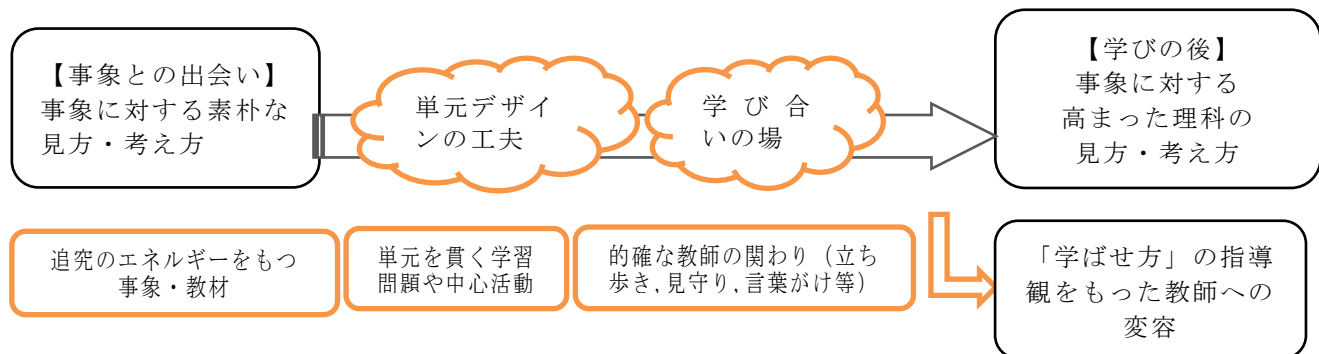 【事象との出会い】
事象に対する素朴な
見方・考え方
単元デザイ
ンの工夫
学び合
いの場
【学びの後】
事象に対する
高まった理科の
見方・考え方
追究のエネルギーをもつ
事象・教材
単元を貫く学習
問題や中心活動
的確な教師の関わり（立ち
歩き,見守り,言葉がけ等）
「学ばせ方」の指導
観をもった教師への
変容